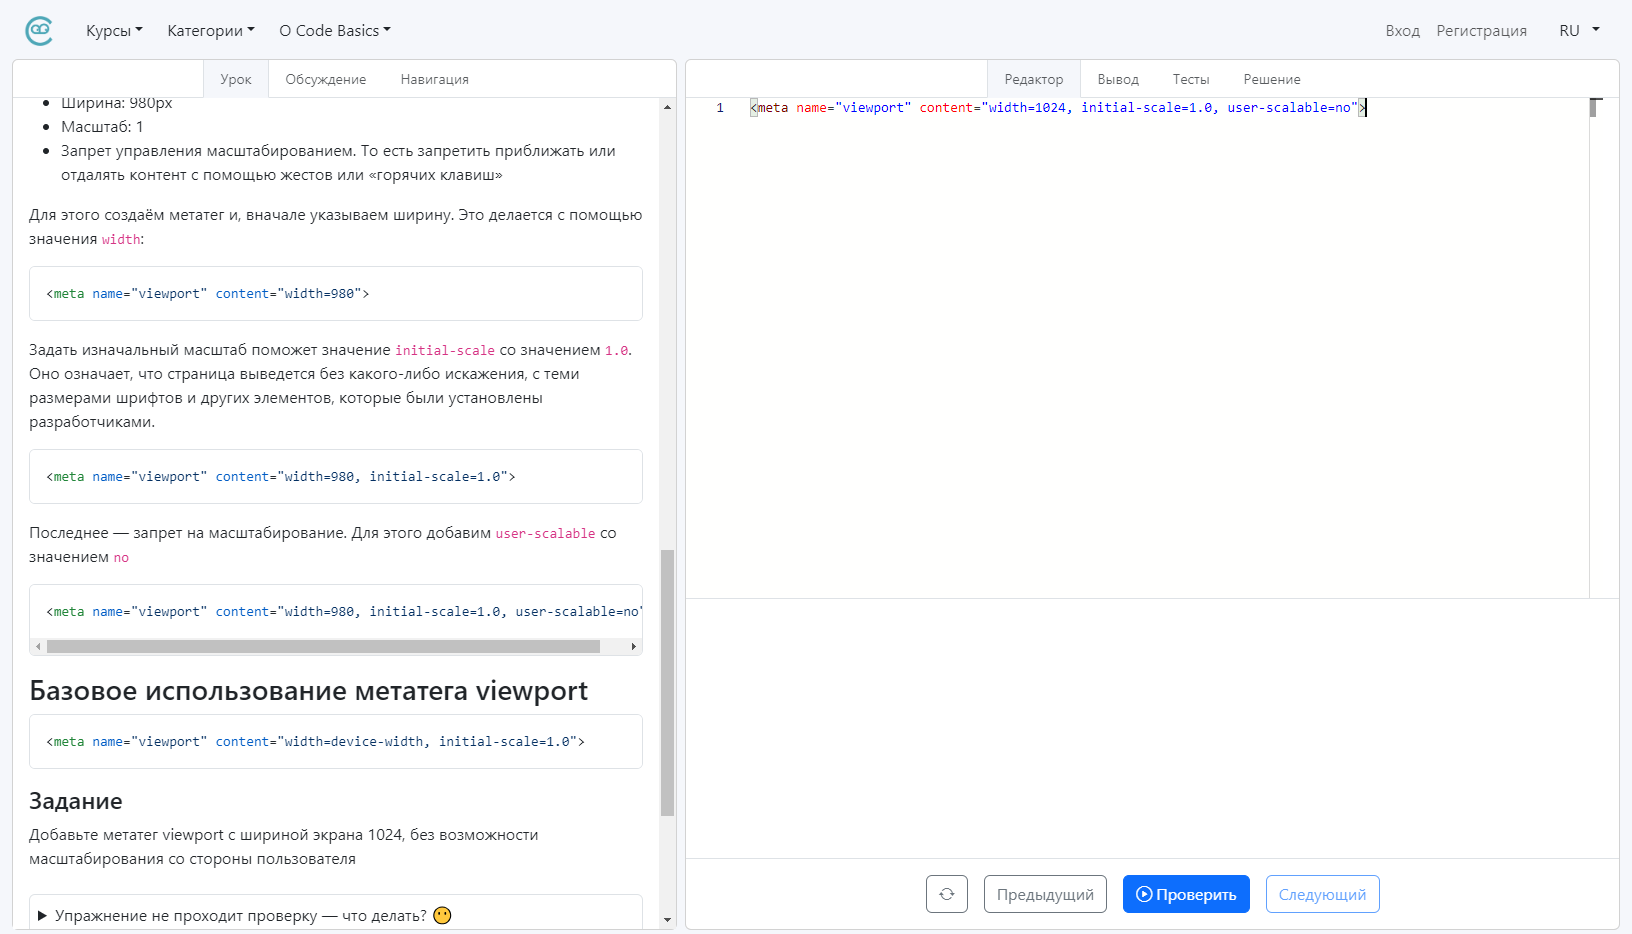 Курсы
Категории
О Code Basics
Вход
Регистрация
RU
Урок
Обсуждение
Навигация
Ширина: 980px
Масштаб: 1
Запрет управления масштабированием. То есть запретить приближать или
отдалять контент с помощью жестов или «горячих клавиш»
Для этого создаём метатег и, вначале указываем ширину. Это делается с помощью
значения width:
<meta name="viewport" content="width=980">
Задать изначальный масштаб поможет значение initial-scale со значением 1.0.
Оно означает, что страница выведется без какого-либо искажения, с теми
размерами шрифтов и других элементов, которые были установлены
разработчиками.
<meta name="viewport" content="width=980, initial-scale=1.0">
Последнее — запрет на масштабирование. Для этого добавим user-scalable со
значением no
<meta name="viewport" content="width=980, initial-scale=1.0, user-scalable=no"
Базовое использование метатега viewport
<meta name="viewport" content="width=device-width, initial-scale=1.0">
Задание
Добавьте метатег viewport с шириной экрана 1024, без возможности
масштабирования со стороны пользователя
Упражнение не проходит проверку — что делать? 😶
Редактор
Вывод
Тесты
Решение
1 <meta name="viewport" content="width=1024, initial-scale=1.0, user-scalable=no">
Предыдущий
Проверить
Следующий